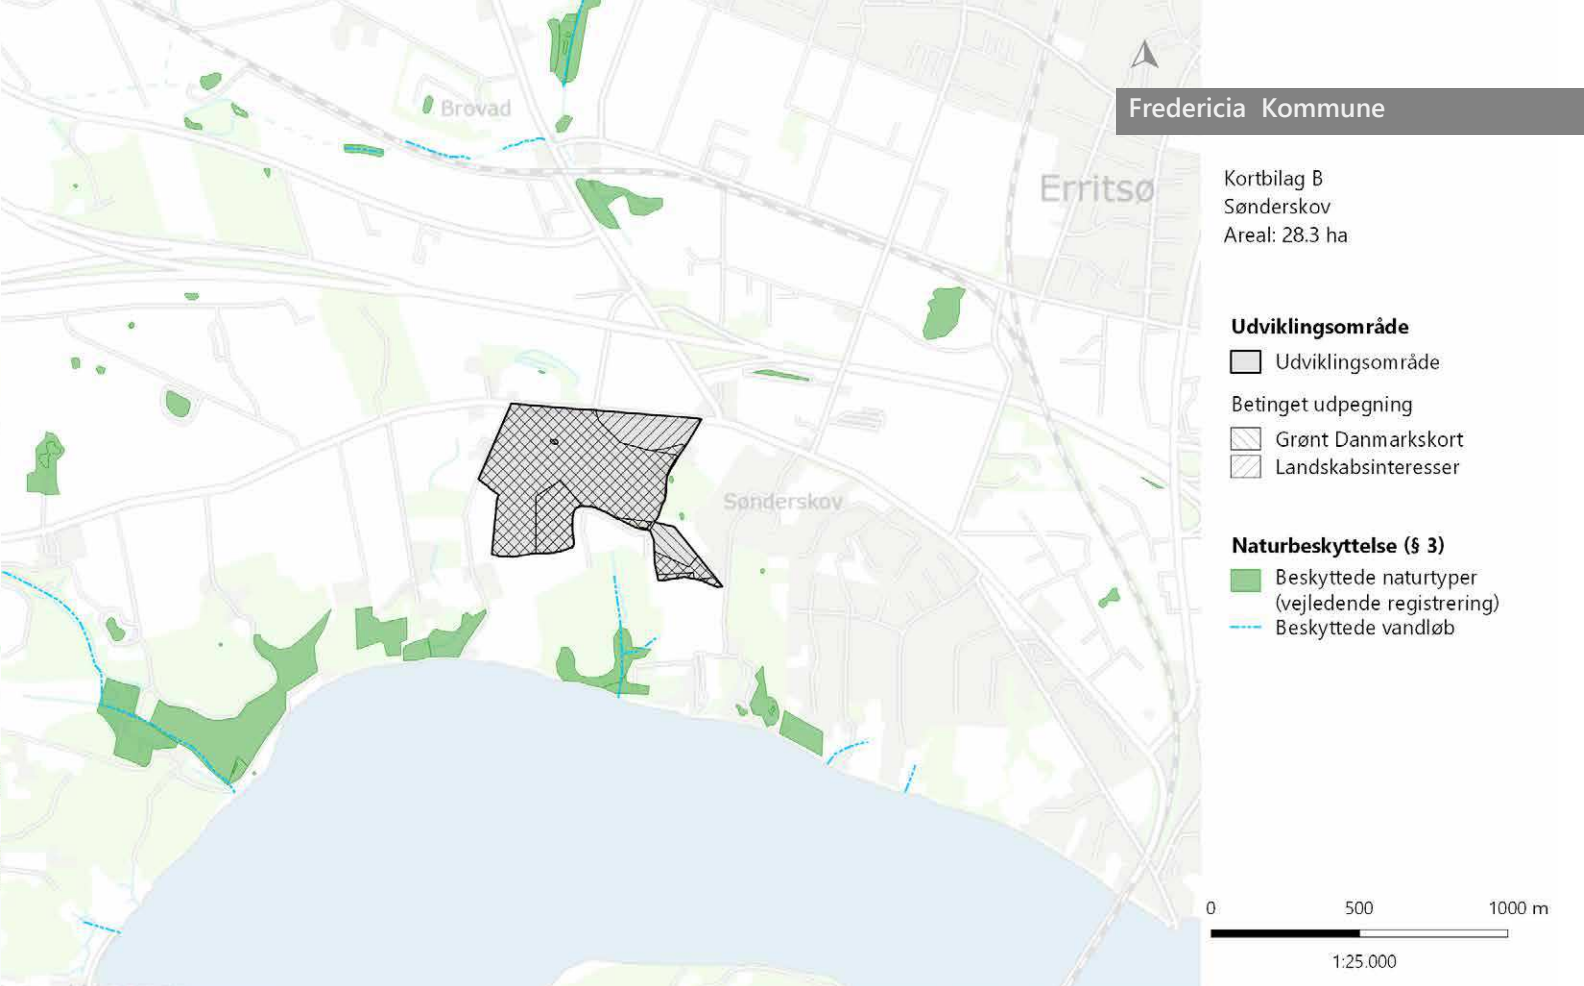 Fredericia Kommune
Brovad
Erritsø
Sønderskov
Kortbilag B
Sønderskov
Areal: 28.3 ha
Udviklingsområde
Udviklingsområde
Betinget udpegning
Grønt Danmarkskort
Landskabsinteresser
Naturbeskyttelse (§ 3)
Beskyttede naturtyper
(vejledende registrering)
Beskyttede vandløb
0 500 1000 m
1:25.000